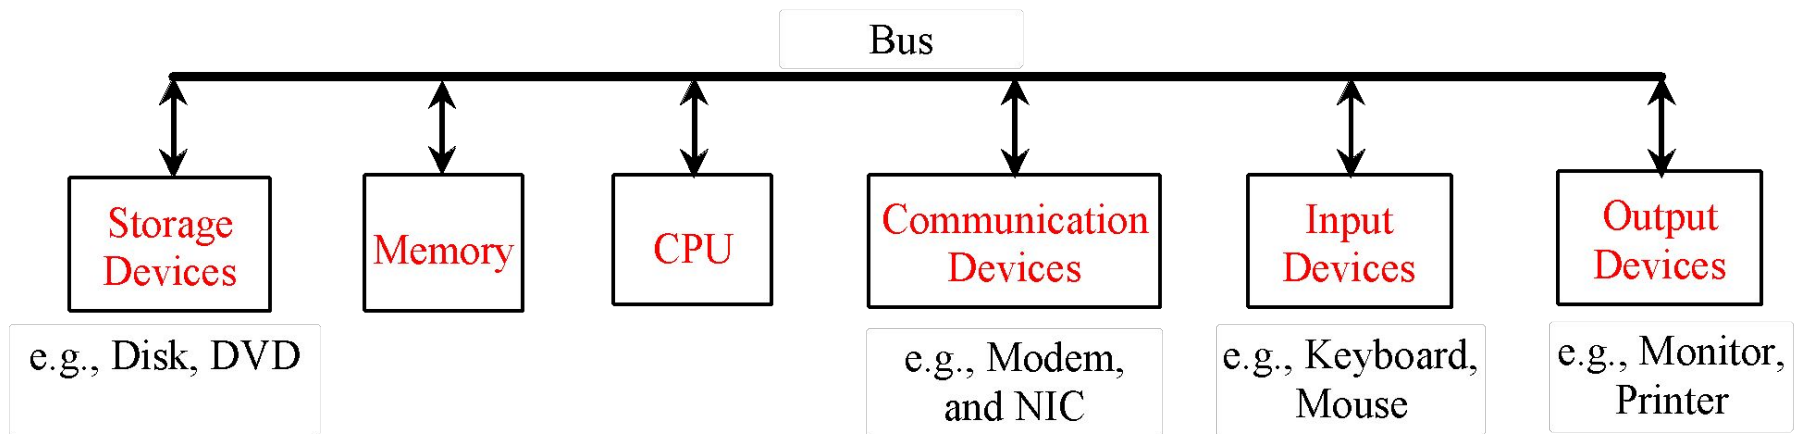 Bus
Storage
Devices
Memory
CPU
Communication
Devices
Input
Devices
Output
Devices
e.g., Disk, DVD
e.g., Modem,
and NIC
e.g., Keyboard,
Mouse
e.g., Monitor,
Printer